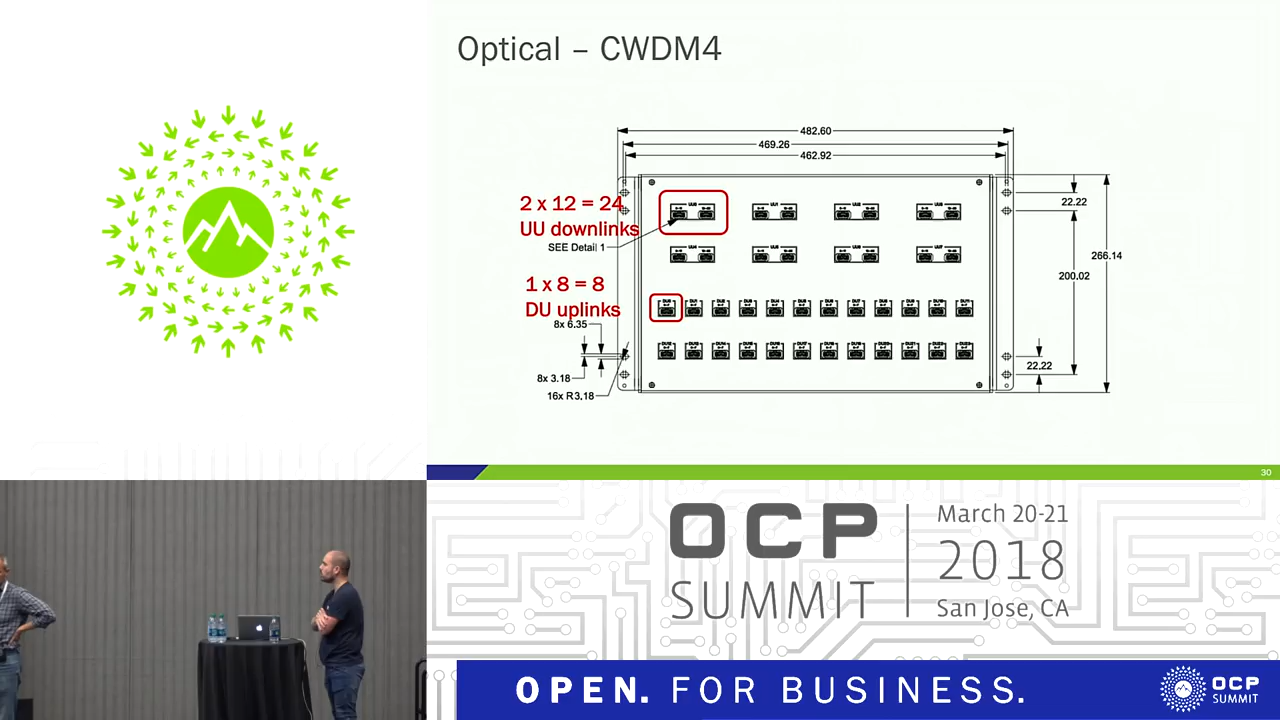 Optical – CWDM4
482.60
469.26
462.92
2 x 12 = 24
UU downlinks
SEE Detail 1
1 x 8 = 8
DU uplinks
8x 6.35
8x 3.18
16x R3.18
22.22
266.14
200.02
22.22
30
OCP
SUMMIT
March 20-21
2018
San Jose, CA
OPEN. FOR BUSINESS.
OCP
SUMMIT